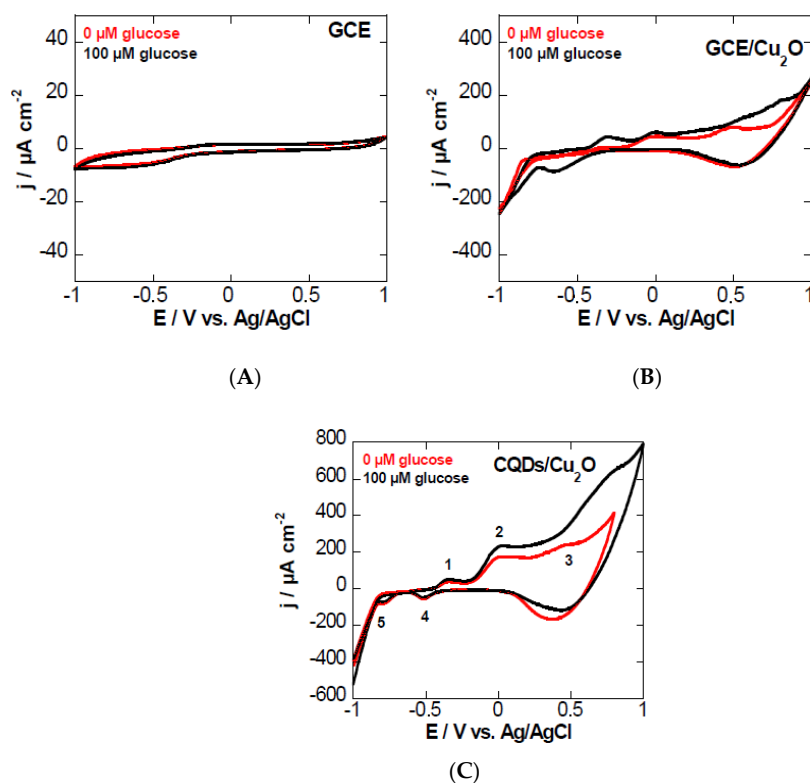 40
20
0
-20
-40
j / µA cm⁻²
0 µM glucose
100 µM glucose
GCE
-1 -0.5 0 0.5 1
E / V vs. Ag/AgCl
(A)
400
200
0
-200
-400
j / µA cm⁻²
0 µM glucose
100 µM glucose
GCE/Cu₂O
-1 -0.5 0 0.5 1
E / V vs. Ag/AgCl
(B)
800
600
400
200
0
-200
-400
-600
j / µA cm⁻²
0 µM glucose
100 µM glucose
CQDs/Cu₂O
1
2
3
4
5
-1 -0.5 0 0.5 1
E / V vs. Ag/AgCl
(C)